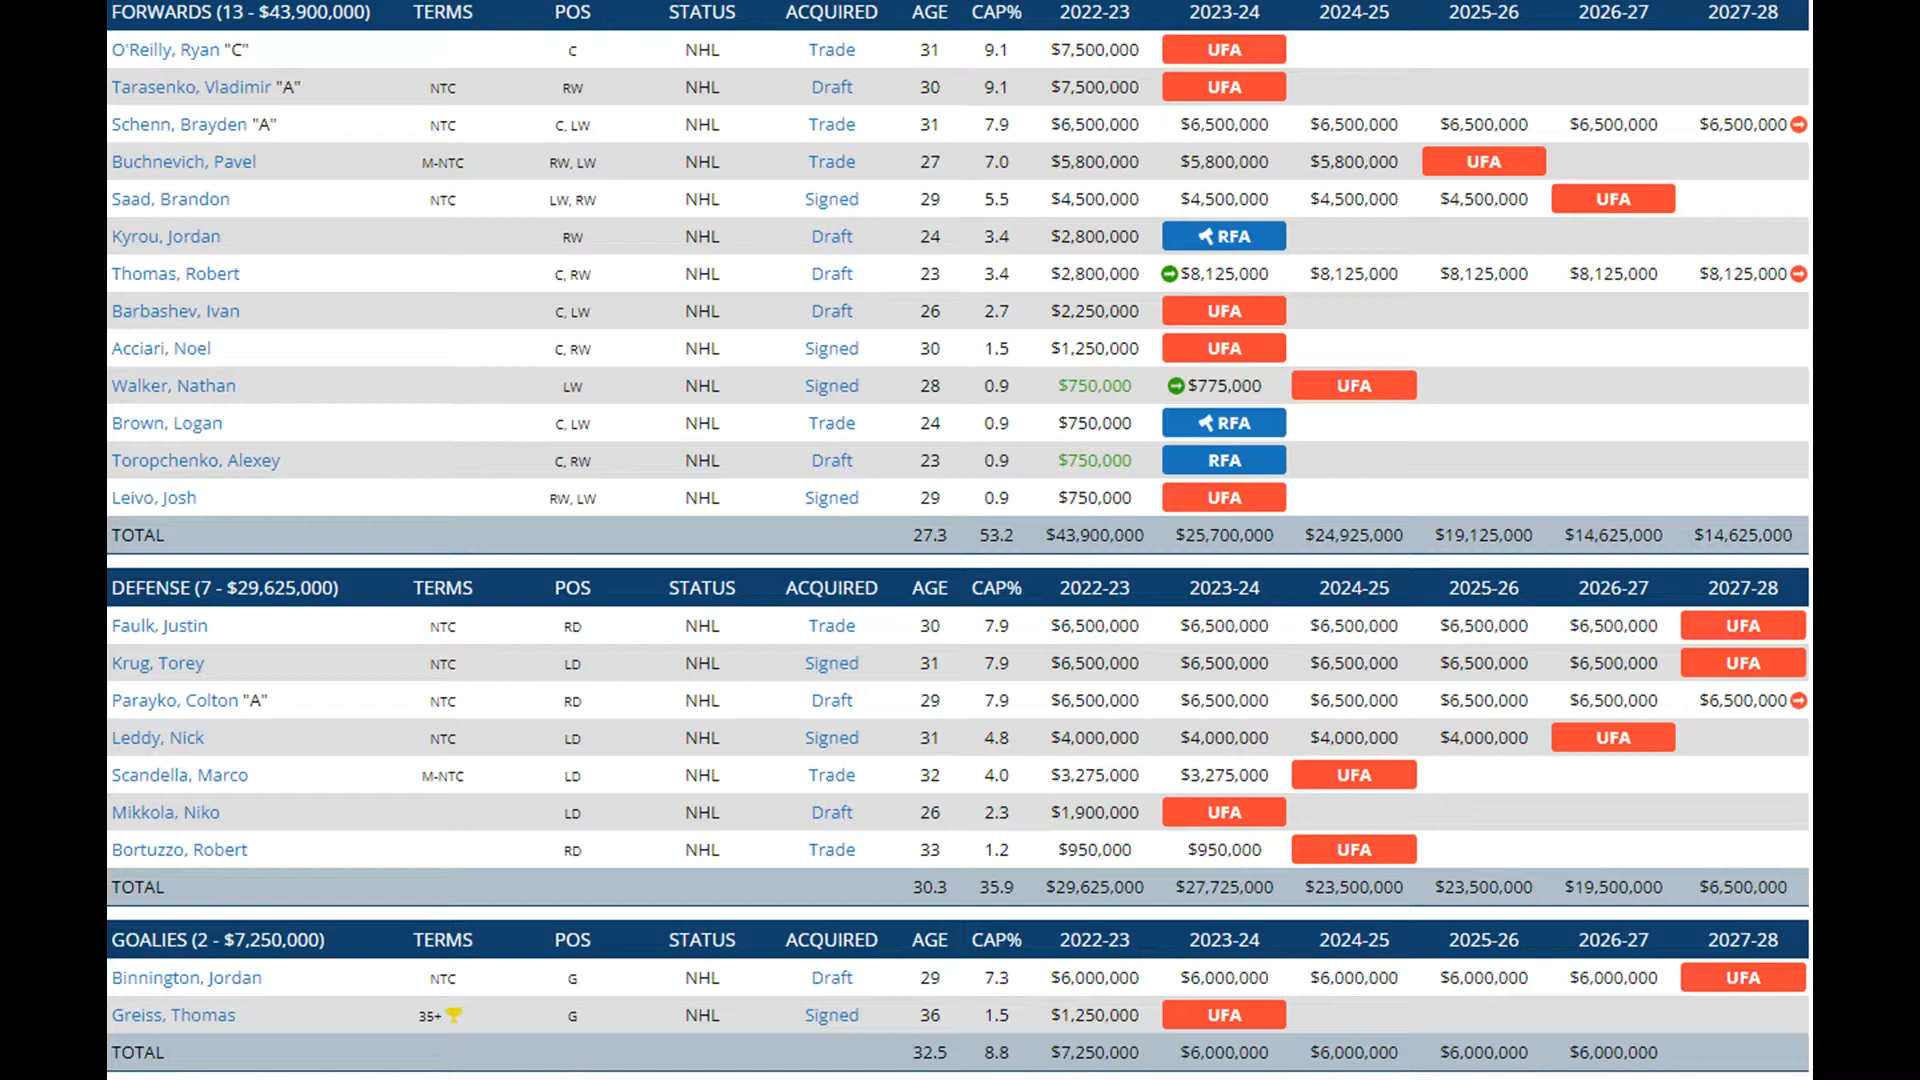 FORWARDS (13 - $43,900,000) TERMS POS STATUS ACQUIRED AGE CAP% 2022-23 2023-24 2024-25 2025-26 2026-27 2027-28
O'Reilly, Ryan "C" C NHL Trade 31 9.1 $7,500,000 UFA
Tarasenko, Vladimir "A" NTC RW NHL Draft 30 9.1 $7,500,000 UFA
Schenn, Brayden "A" NTC C, LW NHL Trade 31 7.9 $6,500,000 $6,500,000 $6,500,000 $6,500,000 $6,500,000 $6,500,000
Buchnevich, Pavel M-NTC RW, LW NHL Trade 27 7.0 $5,800,000 $5,800,000 $5,800,000 UFA
Saad, Brandon NTC LW, RW NHL Signed 29 5.5 $4,500,000 $4,500,000 $4,500,000 $4,500,000 UFA
Kyrou, Jordan RW NHL Draft 24 3.4 $2,800,000 RFA
Thomas, Robert C, RW NHL Draft 23 3.4 $2,800,000 $8,125,000 $8,125,000 $8,125,000 $8,125,000 $8,125,000
Barbashev, Ivan C, LW NHL Draft 26 2.7 $2,250,000 UFA
Acciari, Noel C, RW NHL Signed 30 1.5 $1,250,000 UFA
Walker, Nathan LW NHL Signed 28 0.9 $750,000 $775,000 UFA
Brown, Logan C, LW NHL Trade 24 0.9 $750,000 RFA
Toropchenko, Alexey C, RW NHL Draft 23 0.9 $750,000 RFA
Leivo, Josh RW, LW NHL Signed 29 0.9 $750,000 UFA
TOTAL 27.3 53.2 $43,900,000 $25,700,000 $24,925,000 $19,125,000 $14,625,000 $14,625,000
DEFENSE (7 - $29,625,000) TERMS POS STATUS ACQUIRED AGE CAP% 2022-23 2023-24 2024-25 2025-26 2026-27 2027-28
Faulk, Justin NTC RD NHL Trade 30 7.9 $6,500,000 $6,500,000 $6,500,000 $6,500,000 $6,500,000 UFA
Krug, Torey NTC LD NHL Signed 31 7.9 $6,500,000 $6,500,000 $6,500,000 $6,500,000 $6,500,000 UFA
Parayko, Colton "A" NTC RD NHL Draft 29 7.9 $6,500,000 $6,500,000 $6,500,000 $6,500,000 $6,500,000 $6,500,000
Leddy, Nick NTC LD NHL Signed 31 4.8 $4,000,000 $4,000,000 $4,000,000 $4,000,000 UFA
Scandella, Marco M-NTC LD NHL Trade 32 4.0 $3,275,000 $3,275,000 UFA
Mikkola, Niko LD NHL Draft 26 2.3 $1,900,000 UFA
Bortuzzo, Robert RD NHL Trade 33 1.2 $950,000 $950,000 UFA
TOTAL 30.3 35.9 $29,625,000 $27,725,000 $23,500,000 $23,500,000 $19,500,000 $6,500,000
GOALIES (2 - $7,250,000) TERMS POS STATUS ACQUIRED AGE CAP% 2022-23 2023-24 2024-25 2025-26 2026-27 2027-28
Binnington, Jordan NTC G NHL Draft 29 7.3 $6,000,000 $6,000,000 $6,000,000 $6,000,000 $6,000,000 UFA
Greiss, Thomas 35+ G NHL Signed 36 1.5 $1,250,000 UFA
TOTAL 32.5 8.8 $7,250,000 $6,000,000 $6,000,000 $6,000,000 $6,000,000